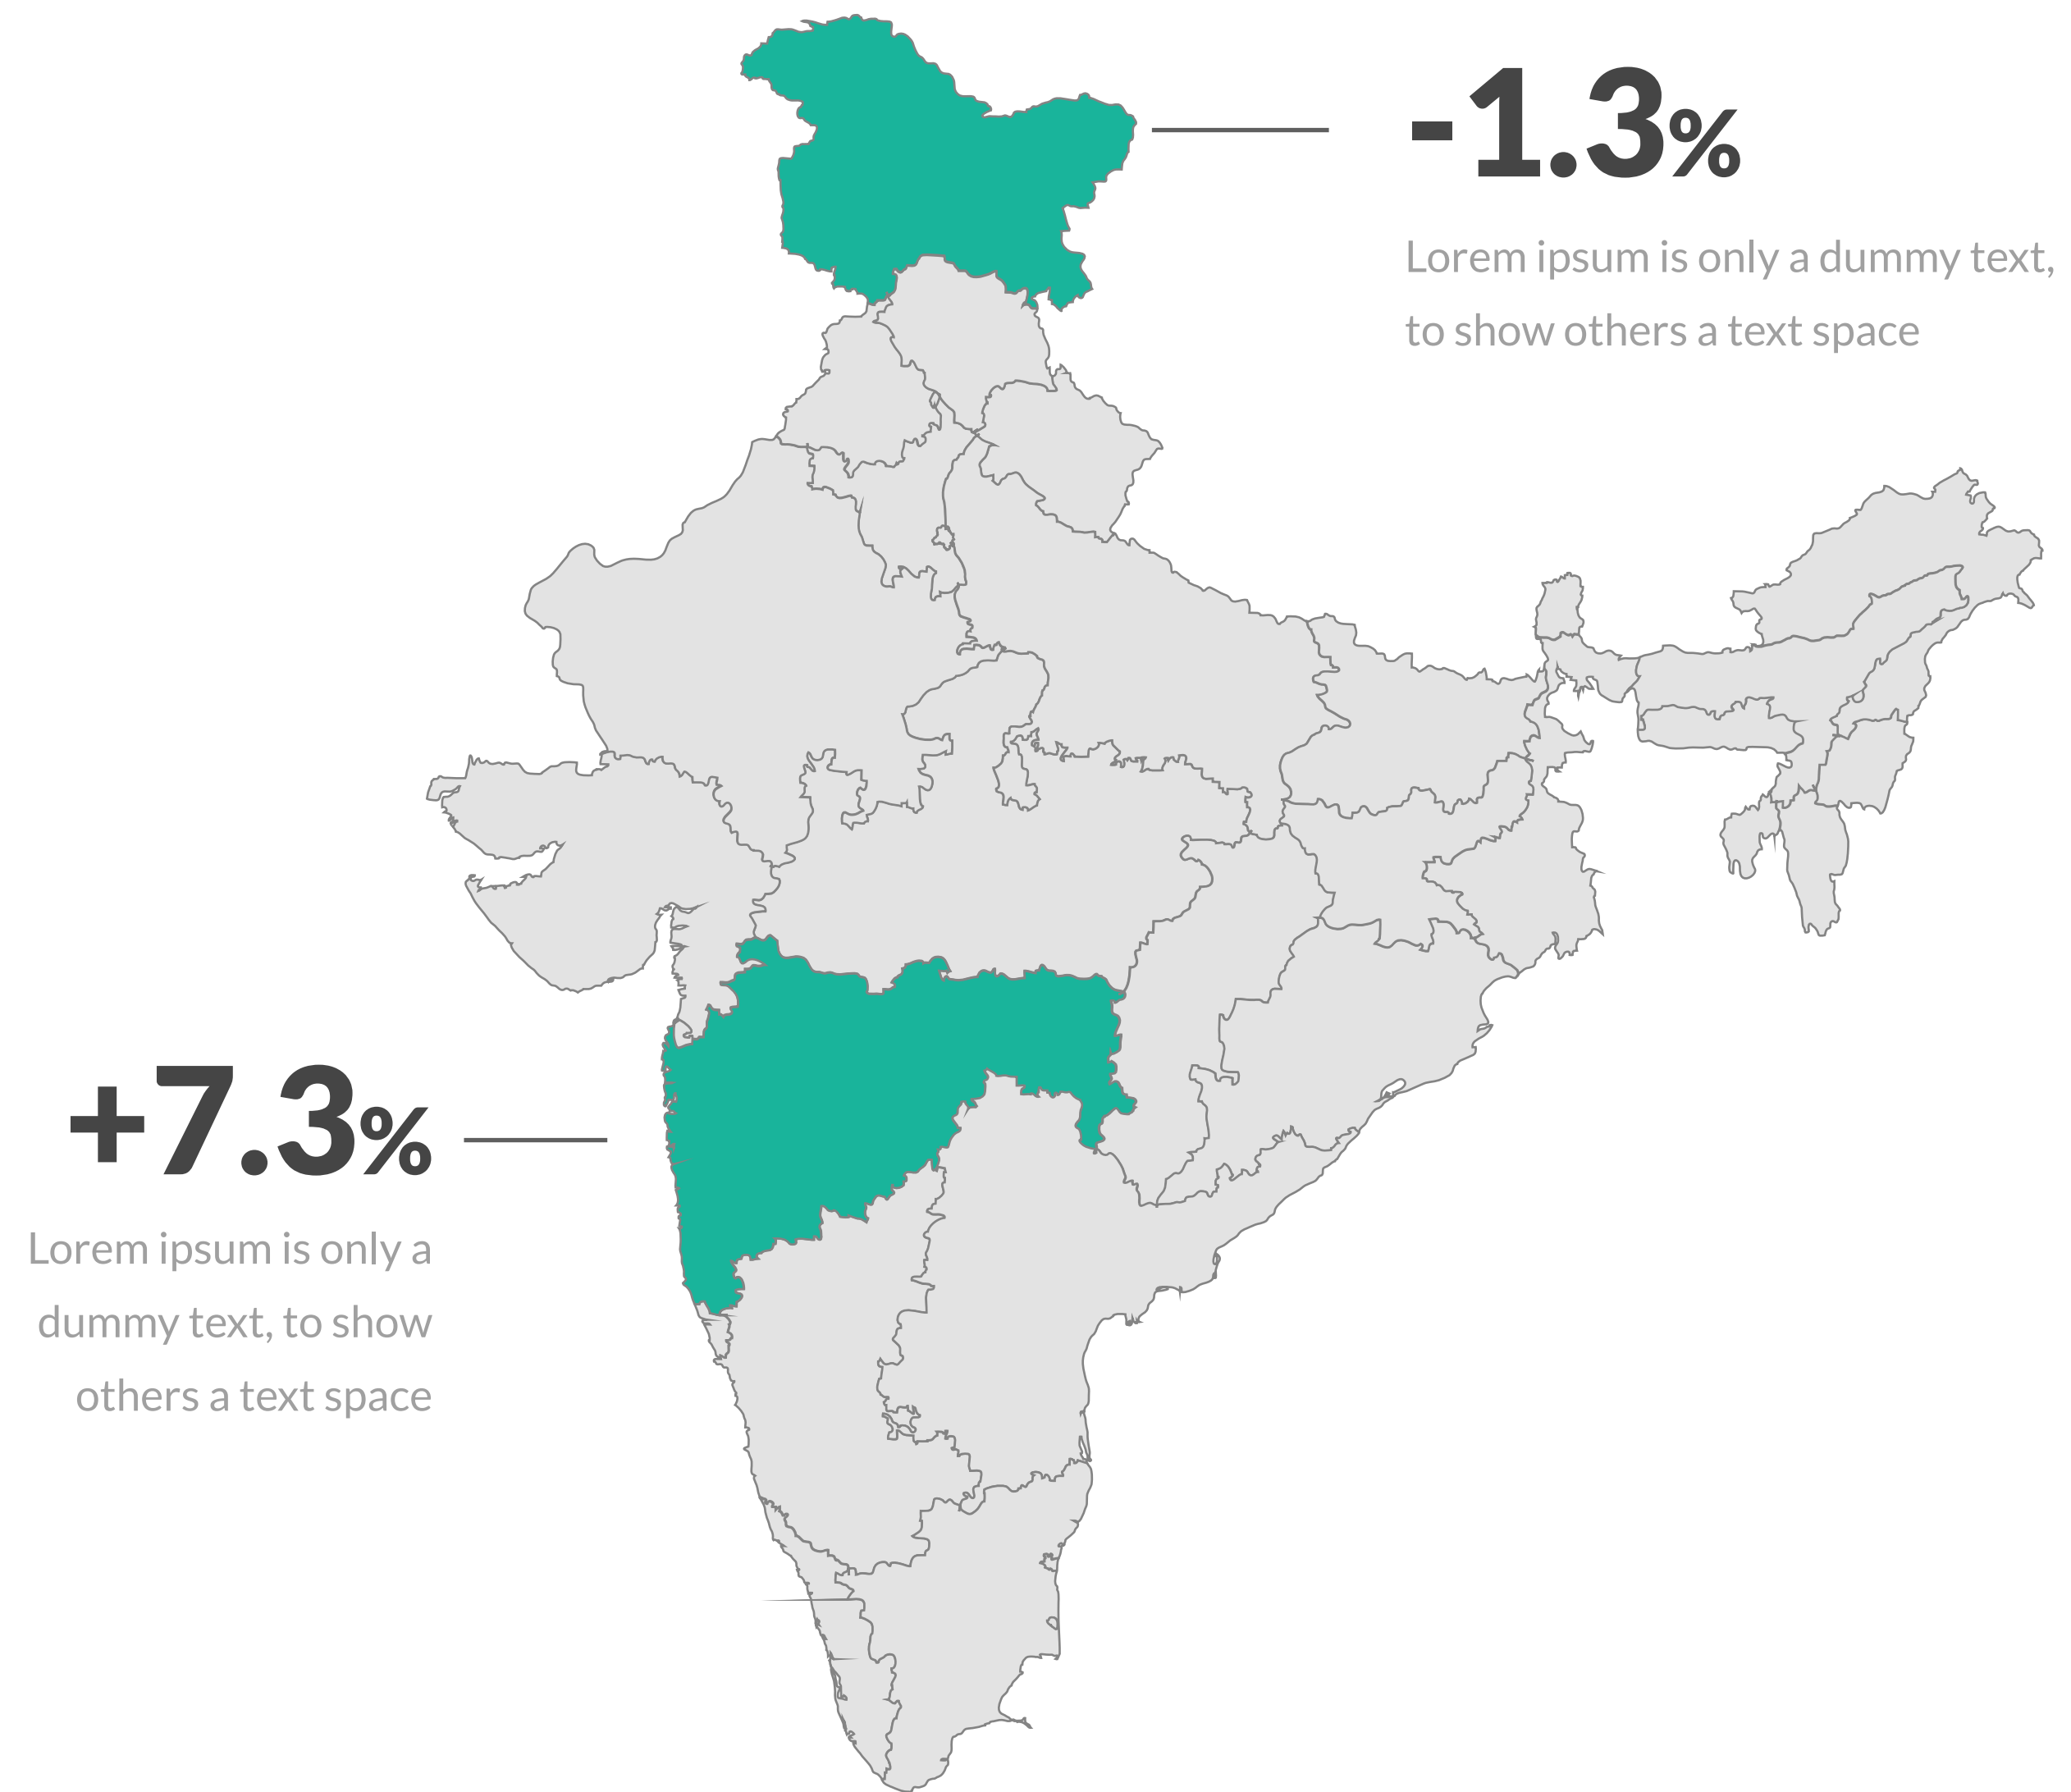 -1.3%
Lorem ipsum is only a dummy text,
to show others a text space
+7.3%
Lorem ipsum is only a
dummy text, to show
others a text space